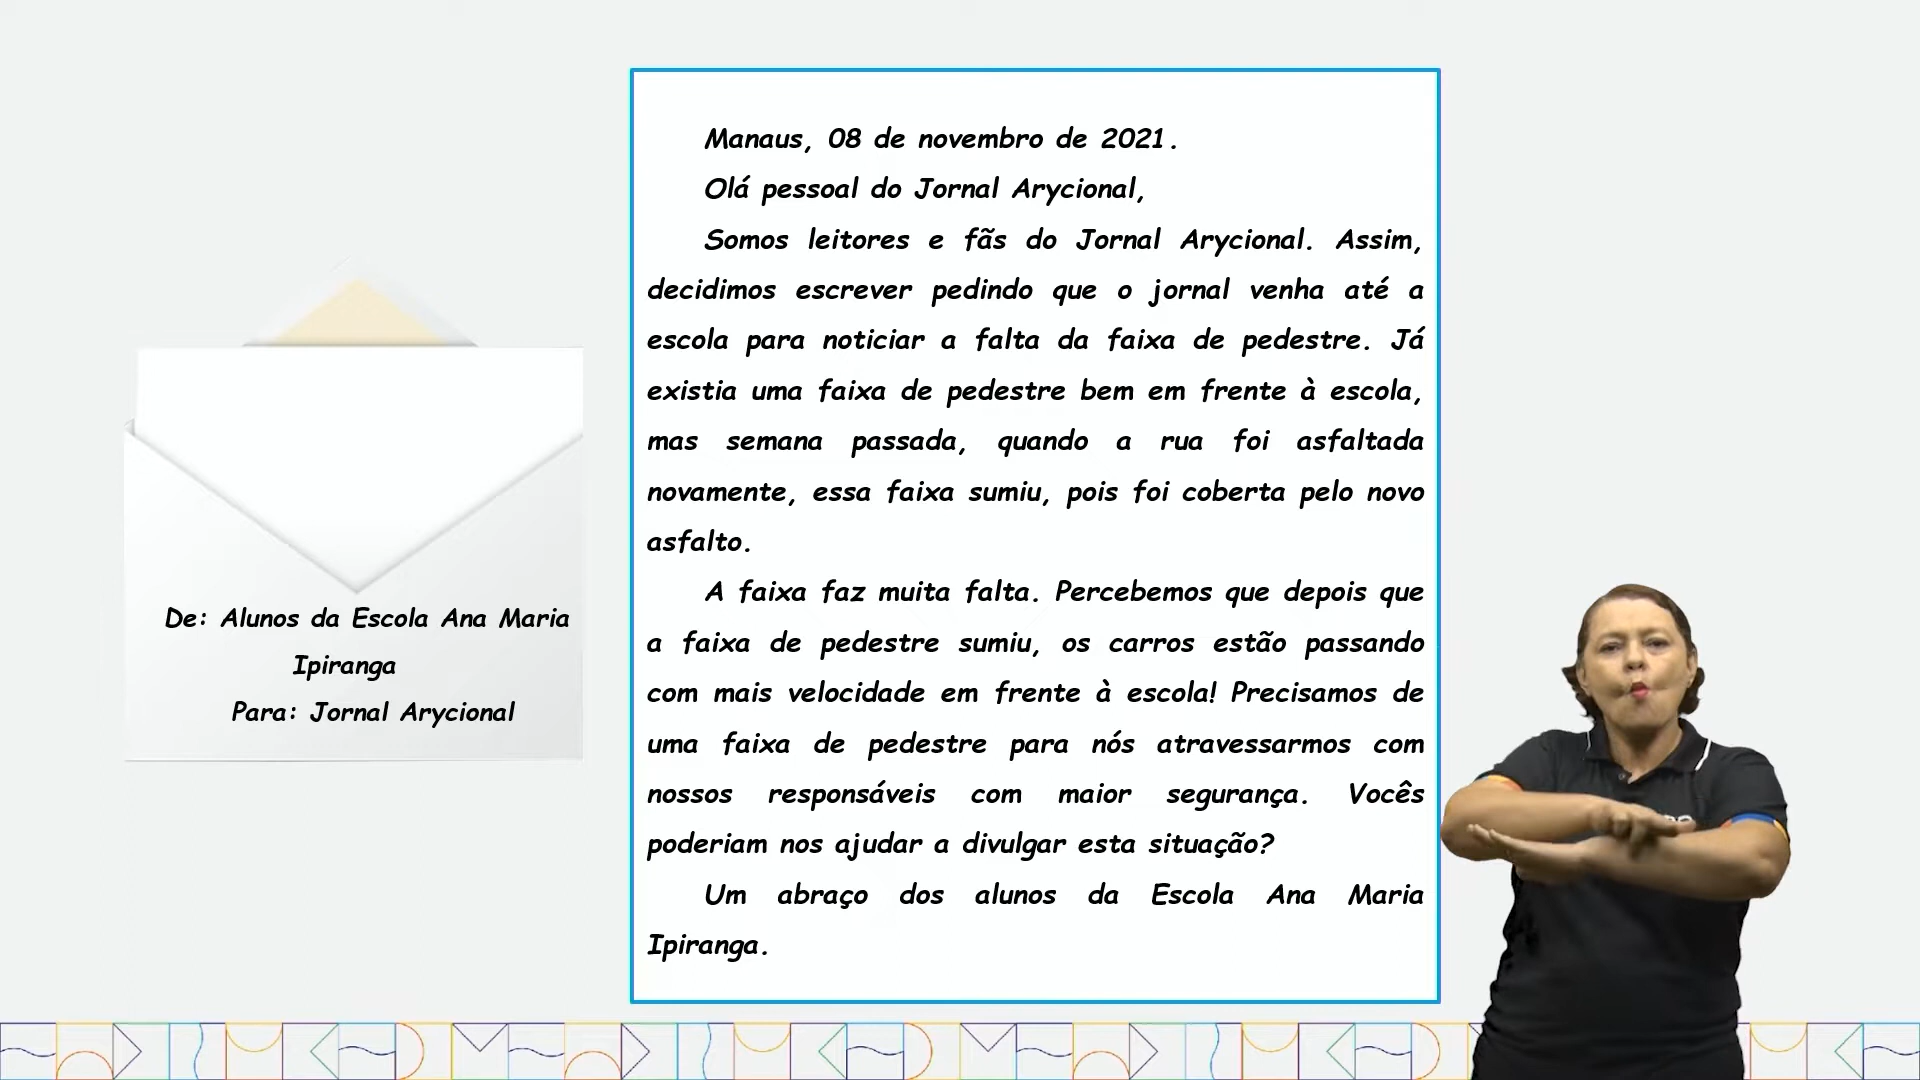 Manaus, 08 de novembro de 2021.
Olá pessoal do Jornal Arycional,
Somos leitores e fãs do Jornal Arycional. Assim,
decidimos escrever pedindo que o jornal venha até a
escola para noticiar a falta da faixa de pedestre. Já
existia uma faixa de pedestre bem em frente à escola,
mas semana passada, quando a rua foi asfaltada
novamente, essa faixa sumiu, pois foi coberta pelo novo
asfalto.
A faixa faz muita falta. Percebemos que depois que
a faixa de pedestre sumiu, os carros estão passando
com mais velocidade em frente à escola! Precisamos de
uma faixa de pedestre para nós atravessarmos com
nossos responsáveis com maior segurança. Vocês
poderiam nos ajudar a divulgar esta situação?
Um abraço dos alunos da Escola Ana Maria
Ipiranga.
De: Alunos da Escola Ana Maria
Ipiranga
Para: Jornal Arycional